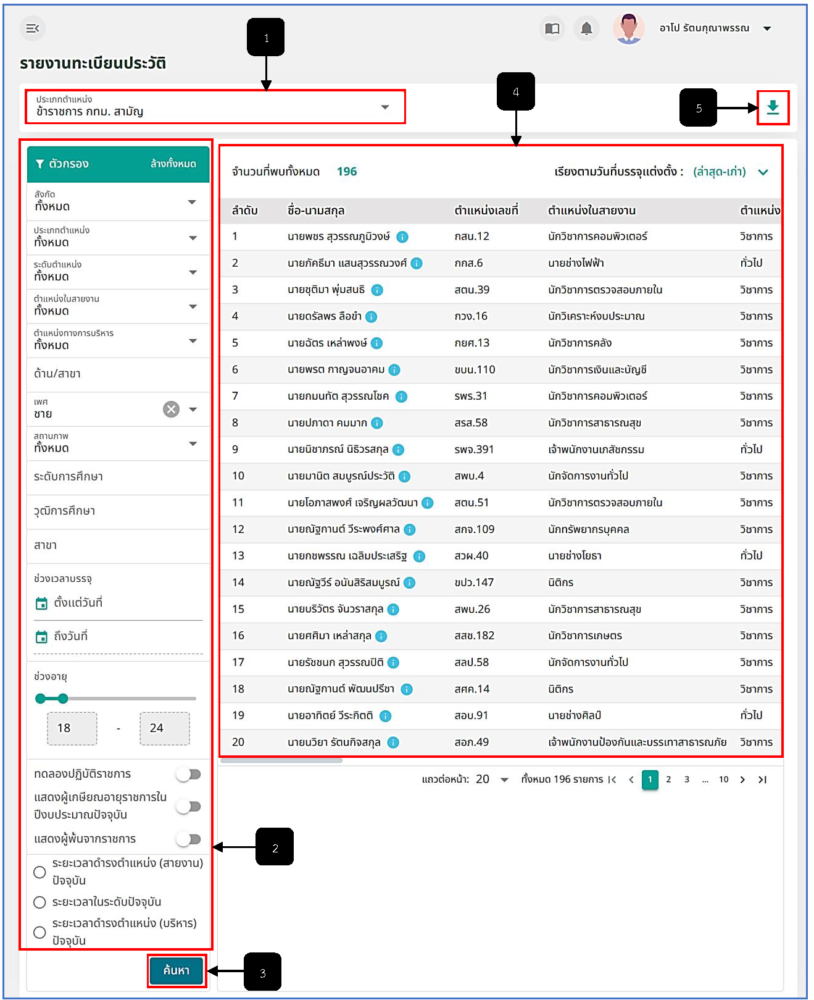 อาโป รัตนกุณาพรรณ
1
รายงานทะเบียนประวัติ
4
5
ประเภทตำแหน่ง
ข้าราชการ กทม. สามัญ
ตัวกรอง ล้างทั้งหมด
สังกัด
ทั้งหมด
ประเภทตำแหน่ง
ทั้งหมด
ระดับตำแหน่ง
ทั้งหมด
ตำแหน่งในสายงาน
ทั้งหมด
ตำแหน่งทางการบริหาร
ทั้งหมด
ด้าน/สาขา
เพศ
ชาย
สถานภาพ
ทั้งหมด
ระดับการศึกษา
วุฒิการศึกษา
สาขา
ช่วงเวลาบรรจุ
ตั้งแต่วันที่
ถึงวันที่
ช่วงอายุ
18 - 24
ทดลองปฏิบัติราชการ
แสดงผู้เกษียณอายุราชการใน
ปีงบประมาณปัจจุบัน
แสดงผู้พ้นจากราชการ
ระยะเวลาดำรงตำแหน่ง (สายงาน)
ปัจจุบัน
ระยะเวลาในระดับปัจจุบัน
ระยะเวลาดำรงตำแหน่ง (บริหาร)
ปัจจุบัน
2
ค้นหา
3
จำนวนที่พบทั้งหมด 196 เรียงตามวันที่บรรจุแต่งตั้ง : (ล่าสุด-เก่า)
ลำดับ ชื่อ-นามสกุล ตำแหน่งเลขที่ ตำแหน่งในสายงาน ตำแหน่ง
1 นายพชร สุวรรณภูมิวงษ์ กสน.12 นักวิชาการคอมพิวเตอร์ วิชาการ
2 นายภัคธีมา แสนสุวรรณวงศ์ กกส.6 นายช่างไฟฟ้า ทั่วไป
3 นายชุติมา พุ่มสนธิ สตน.39 นักวิชาการตรวจสอบภายใน วิชาการ
4 นายดรัลพร ลือขำ กวง.16 นักวิเคราะห์งบประมาณ วิชาการ
5 นายฉัตร เหล่าพงษ์ กยศ.13 นักวิชาการคลัง วิชาการ
6 นายพรต กาญจนอาคม ขบน.110 นักวิชาการเงินและบัญชี วิชาการ
7 นายกมนทัต สุวรรณโชค รพร.31 นักวิชาการคอมพิวเตอร์ วิชาการ
8 นายปภาดา คมมาก สรส.58 นักวิชาการสาธารณสุข วิชาการ
9 นายนิชาภรณ์ นิธิวรสกุล รพจ.391 เจ้าพนักงานเภสัชกรรม ทั่วไป
10 นายมานิต สมบูรณ์ประวัติ สพบ.4 นักจัดการงานทั่วไป วิชาการ
11 นายโอภาสพงศ์ เจริญผลวัฒนา สตน.51 นักวิชาการตรวจสอบภายใน วิชาการ
12 นายณัฐกานต์ วีระพงศ์ศาล สกจ.109 นักทรัพยากรบุคคล วิชาการ
13 นายกชพรรณ เฉลิมประเสริฐ สวผ.40 นายช่างโยธา ทั่วไป
14 นายณัฐวีร์ อนันสิริสมบูรณ์ ขปว.147 นิติกร วิชาการ
15 นายบริวัตร จันวราสกุล สพบ.26 นักวิชาการสาธารณสุข วิชาการ
16 นายศศิมา เหล่าสกุล สสช.182 นักวิชาการเกษตร วิชาการ
17 นายรัชชนก สุวรรณปิติ สลป.58 นักจัดการงานทั่วไป วิชาการ
18 นายณัฐกานต์ พัฒนปรีชา สศค.14 นิติกร วิชาการ
19 นายอาทิตย์ วีระกิตติ สอบ.91 นายช่างศิลป์ ทั่วไป
20 นายนวิยา รัตนกิจสกุล สอภ.49 เจ้าพนักงานป้องกันและบรรเทาสาธารณภัย วิชาการ
แถวต่อหน้า: 20 ทั้งหมด 196 รายการ 1 2 3 ... 10